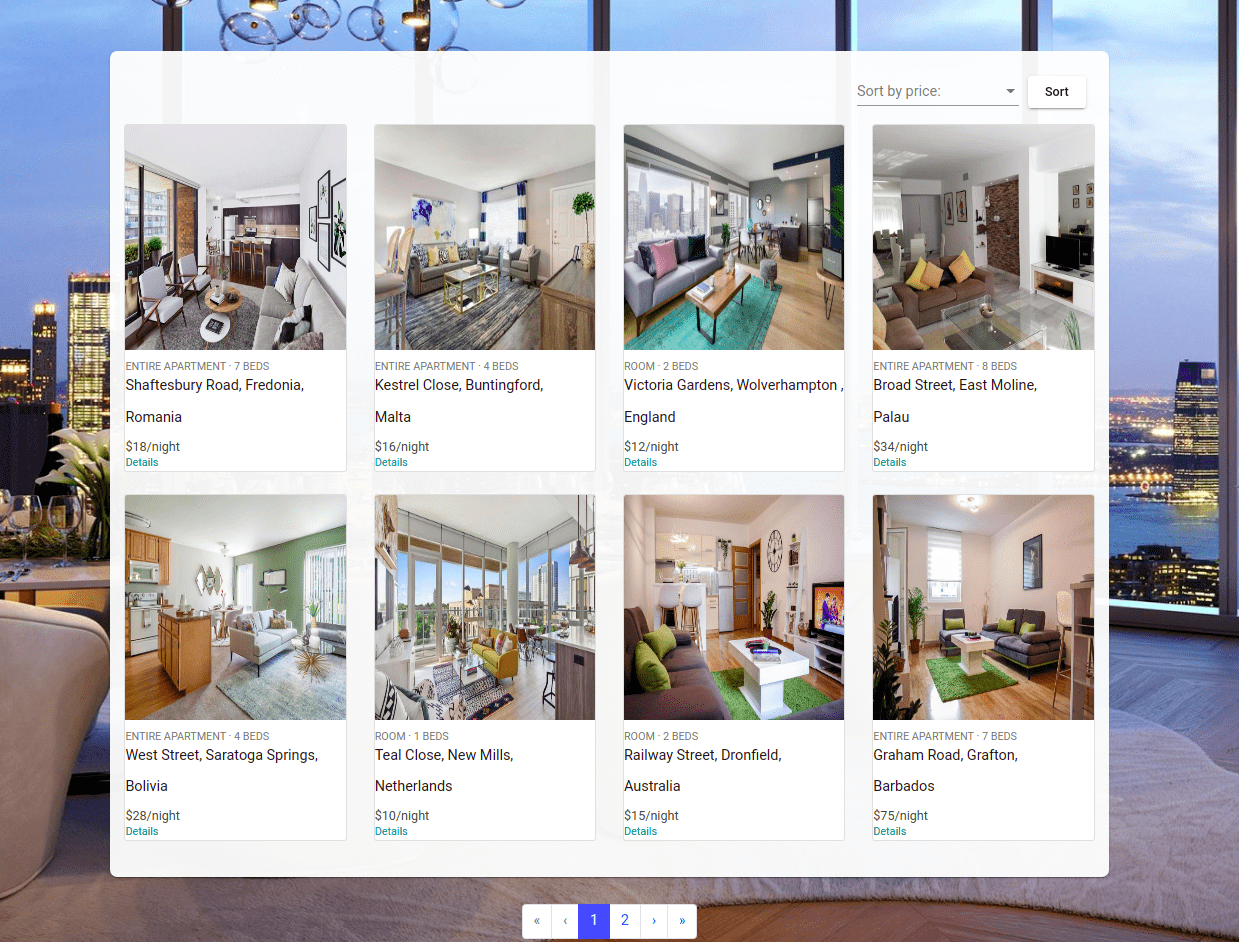 Sort by price:
Sort
ENTIRE APARTMENT · 7 BEDS
Shaftesbury Road, Fredonia,
Romania
$18/night
Details
ENTIRE APARTMENT · 4 BEDS
Kestrel Close, Buntingford,
Malta
$16/night
Details
ROOM · 2 BEDS
Victoria Gardens, Wolverhampton ,
England
$12/night
Details
ENTIRE APARTMENT · 8 BEDS
Broad Street, East Moline,
Palau
$34/night
Details
ENTIRE APARTMENT · 4 BEDS
West Street, Saratoga Springs,
Bolivia
$28/night
Details
ROOM · 1 BEDS
Teal Close, New Mills,
Netherlands
$10/night
Details
ROOM · 2 BEDS
Railway Street, Dronfield,
Australia
$15/night
Details
ENTIRE APARTMENT · 7 BEDS
Graham Road, Grafton,
Barbados
$75/night
Details
« ‹ 1 2 › »